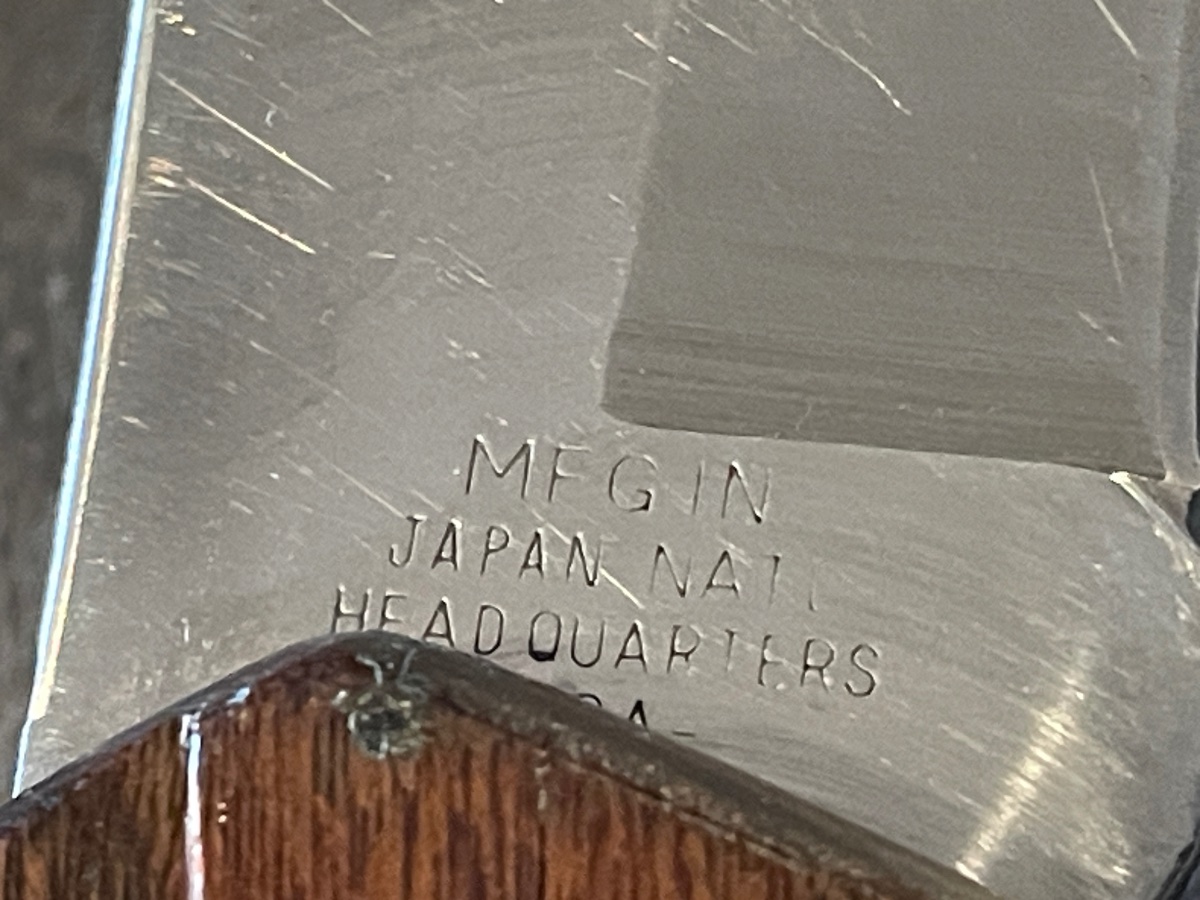 MFG IN
JAPAN NATL
HEADQUARTERS